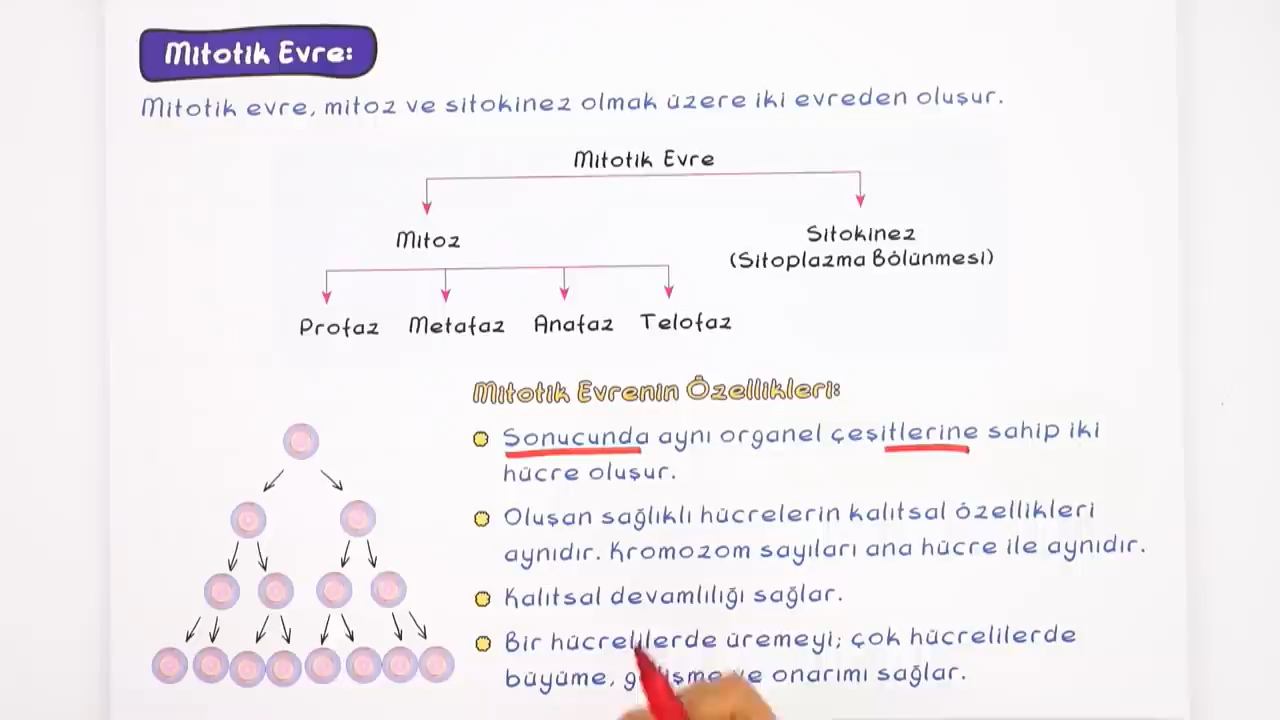 Mitotik Evre:
Mitotik evre, mitoz ve sitokinez olmak üzere iki evreden oluşur.
Mitotik Evre
Mitoz
Sitokinez
(Sitoplazma Bölünmesi)
Profaz Metafaz Anafaz Telofaz
Mitotik Evrenin Özellikleri:
Sonucunda aynı organel çeşitlerine sahip iki
hücre oluşur.
Oluşan sağlıklı hücrelerin kalıtsal özellikleri
aynıdır. Kromozom sayıları ana hücre ile aynıdır.
Kalıtsal devamlılığı sağlar.
Bir hücrelilerde üremeyi; çok hücrelilerde
büyüme, ve onarımı sağlar.